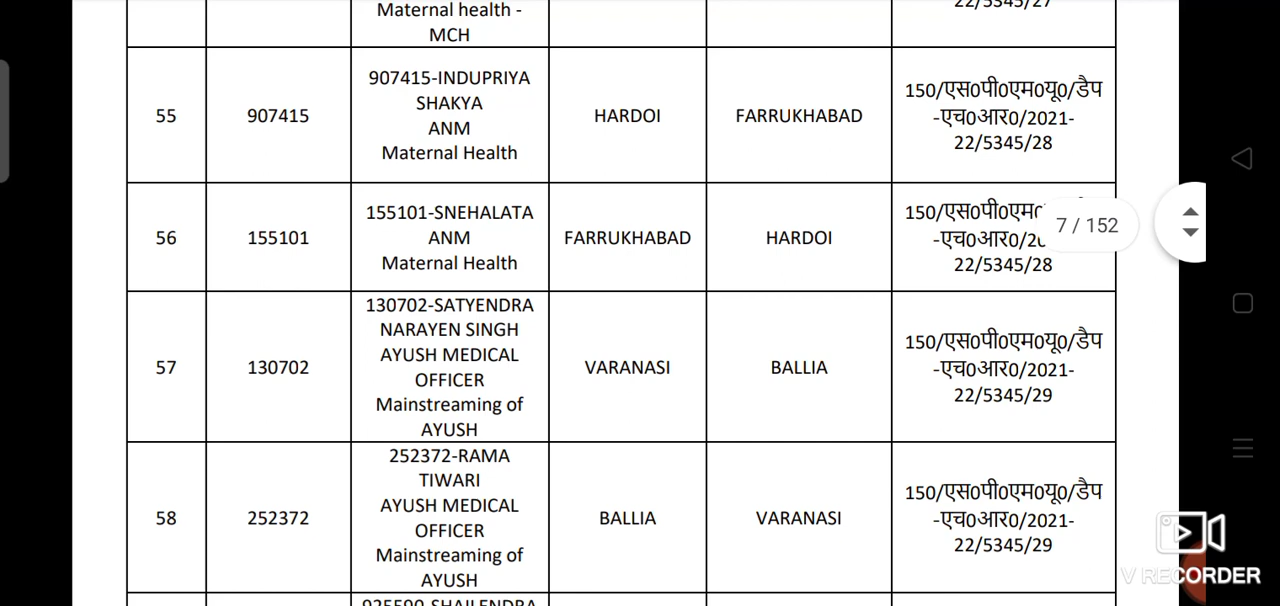 Maternal health -
MCH
22/5345/27
55
907415
907415-INDUPRIYA
SHAKYA
ANM
Maternal Health
HARDOI
FARRUKHABAD
150/एस0पी0एम0यू0/डैप
-एच0आर0/2021-
22/5345/28
56
155101
155101-SNEHALATA
ANM
Maternal Health
FARRUKHABAD
HARDOI
150/एस0पी0एम0
-एच0आर0/20
22/5345/28
7 / 152
57
130702
130702-SATYENDRA
NARAYEN SINGH
AYUSH MEDICAL
OFFICER
Mainstreaming of
AYUSH
VARANASI
BALLIA
150/एस0पी0एम0यू0/डैप
-एच0आर0/2021-
22/5345/29
58
252372
252372-RAMA
TIWARI
AYUSH MEDICAL
OFFICER
Mainstreaming of
AYUSH
BALLIA
VARANASI
150/एस0पी0एम0यू0/डैप
-एच0आर0/2021-
22/5345/29
925590-SHAILENDRA
V RECORDER